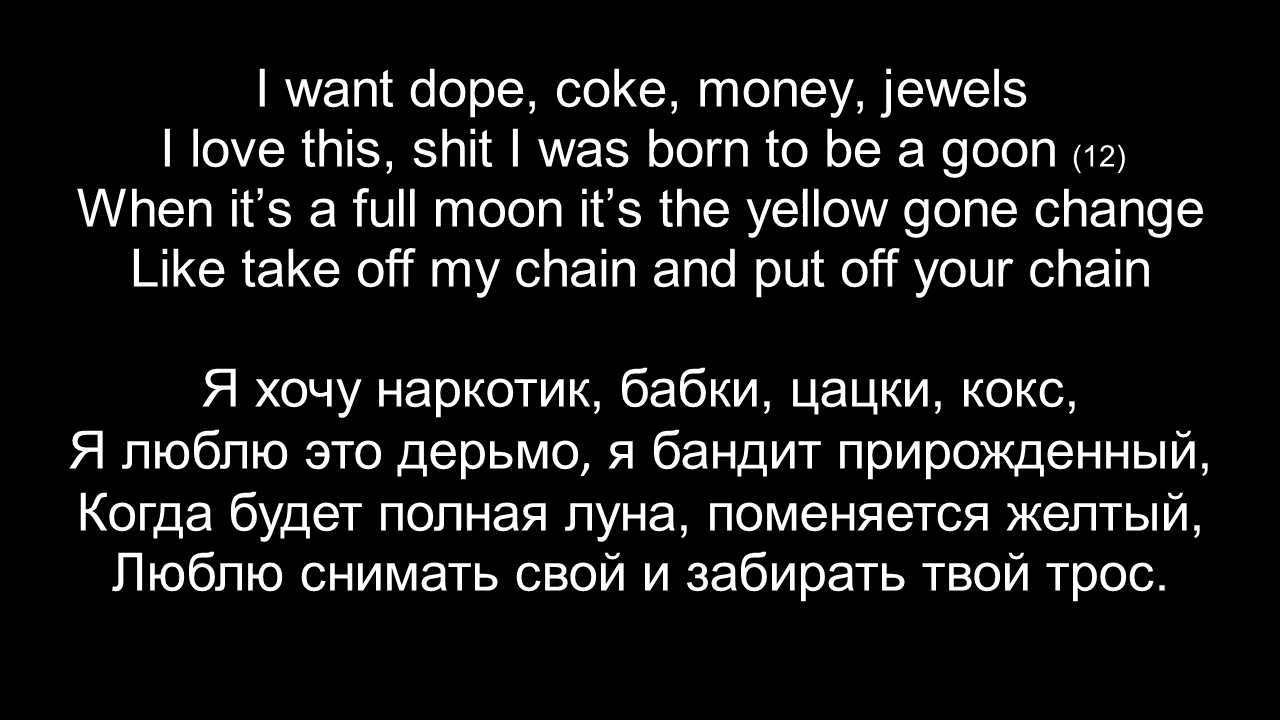 I want dope, coke, money, jewels
I love this, shit I was born to be a goon (12)
When it’s a full moon it’s the yellow gone change
Like take off my chain and put off your chain
Я хочу наркотик, бабки, цацки, кокс,
Я люблю это дерьмо, я бандит прирожденный,
Когда будет полная луна, поменяется желтый,
Люблю снимать свой и забирать твой трос.